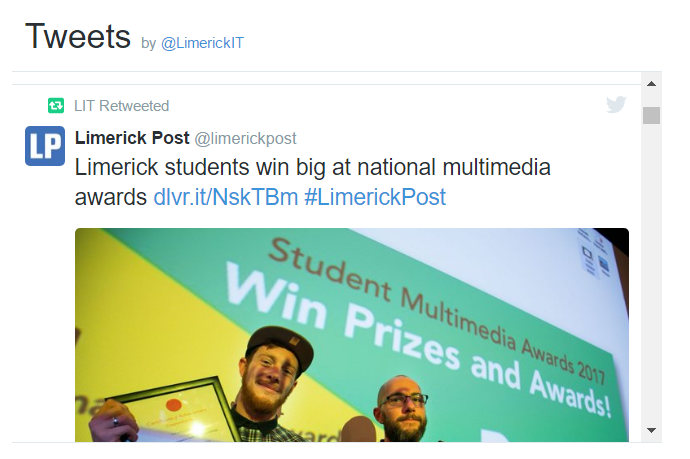 Tweets by @LimerickIT
LIT Retweeted
LP
Limerick Post @limerickpost
Limerick students win big at national multimedia
awards dlvr.it/NskTBm #LimerickPost
Student Multimedia Awards 2017
Win Prizes and Awards!